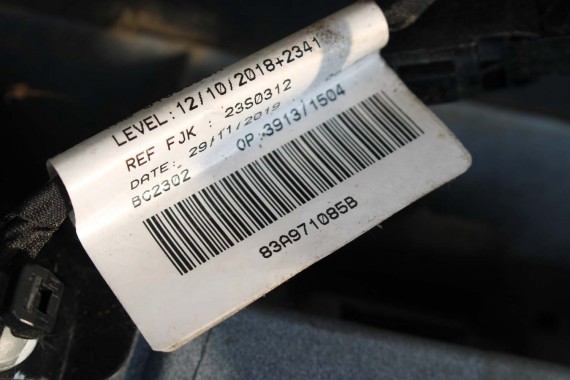 LEVEL:12/10/2018+2341
REF FJK : 23S0312
DATE: 29/11/2019
BC2302 OP:3913/1504
83A971085B